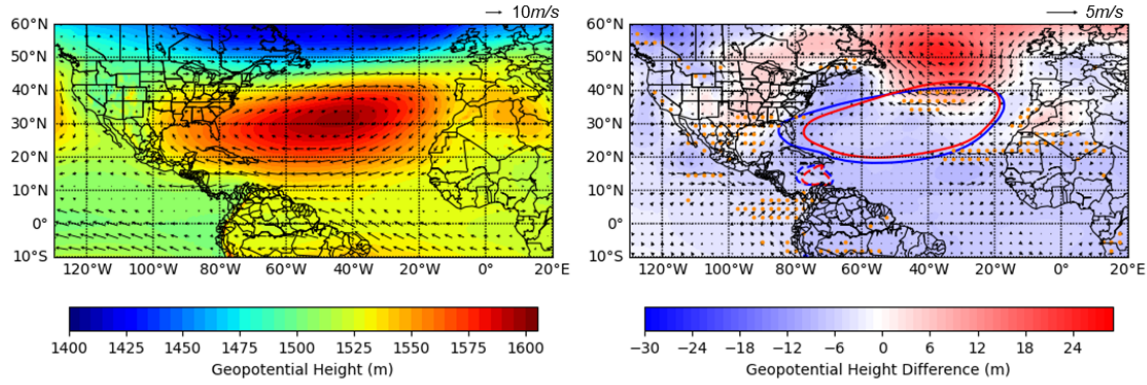 10m/s
5m/s
60°N
50°N
40°N
30°N
20°N
10°N
0°
10°S
120°W 100°W 80°W 60°W 40°W 20°W 0° 20°E
1400 1425 1450 1475 1500 1525 1550 1575 1600
Geopotential Height (m)
60°N
50°N
40°N
30°N
20°N
10°N
0°
10°S
120°W 100°W 80°W 60°W 40°W 20°W 0° 20°E
−30 −24 −18 −12 −6 0 6 12 18 24
Geopotential Height Difference (m)